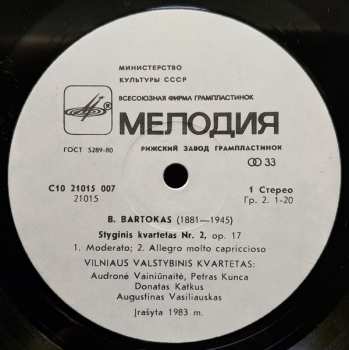 МИНИСТЕРСТВО
КУЛЬТУРЫ СССР
ВСЕСОЮЗНАЯ ФИРМА ГРАМПЛАСТИНОК
МЕЛОДИЯ
ГОСТ 5289-80
РИЖСКИЙ ЗАВОД ГРАМПЛАСТИНОК
33
С10 21015 007
21015
1 Стерео
Гр. 2. 1-20
B. BARTOKAS (1881—1945)
Styginis kvartetas Nr. 2, op. 17
1. Moderato; 2. Allegro molto capriccioso
VILNIAUS VALSTYBINIS KVARTETAS:
Audronė Vainiūnaitė, Petras Kunca
Donatas Katkus
Augustinas Vasiliauskas
Įrašyta 1983 m.